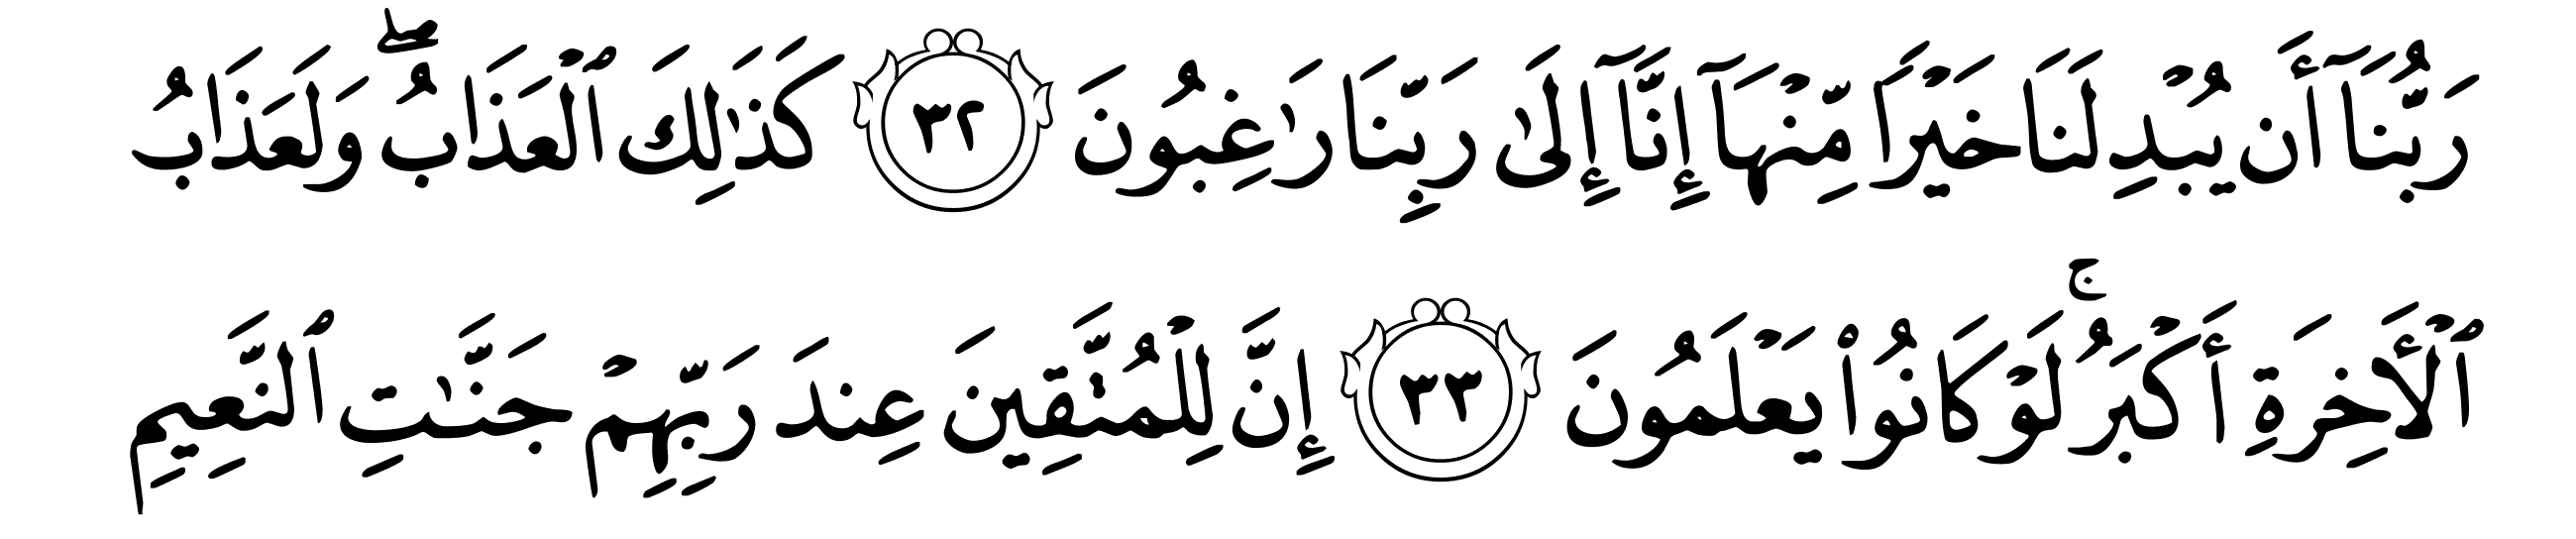 رَبُّنَآ أَن يُبْدِلَنَا خَيْرًا مِّنْهَآ إِنَّآ إِلَىٰ رَبِّنَا رَٰغِبُونَ ٣٢ كَذَٰلِكَ ٱلْعَذَابُ ۖ وَلَعَذَابُ
ٱلْأَخِرَةِ أَكْبَرُ ۚ لَوْ كَانُوا۟ يَعْلَمُونَ ٣٣ إِنَّ لِلْمُتَّقِينَ عِندَ رَبِّهِمْ جَنَّٰتِ ٱلنَّعِيمِ